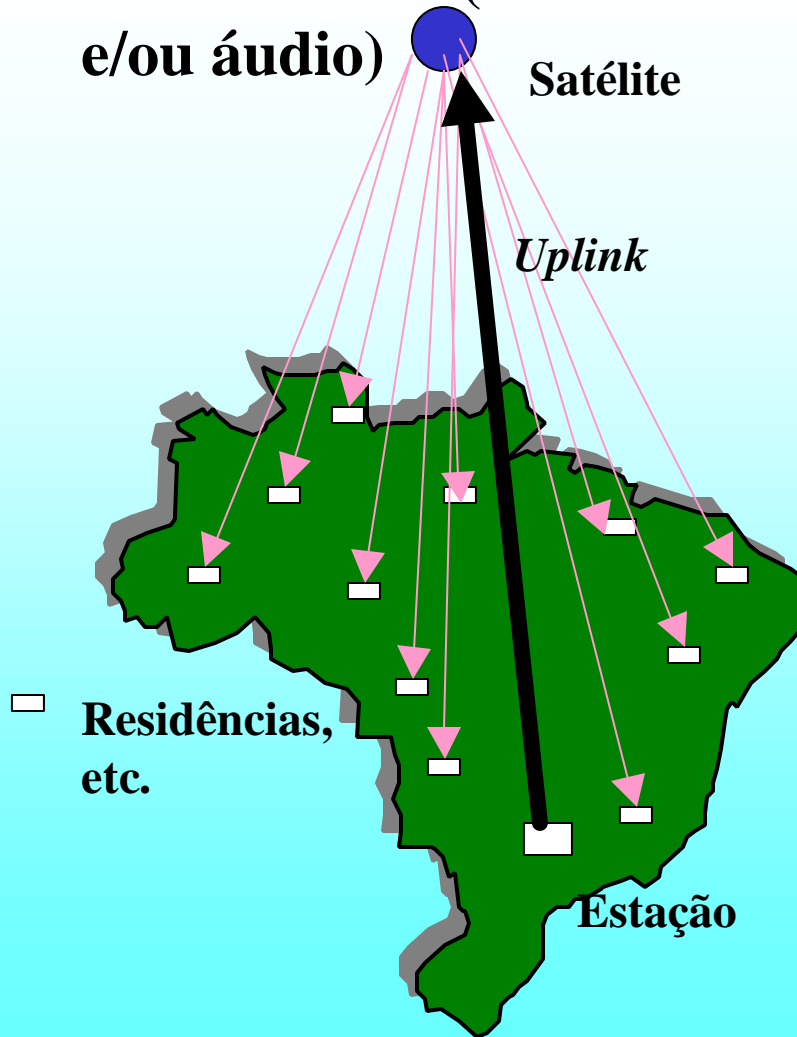 e/ou áudio)
Satélite
Uplink
Residências,
etc.
Estação